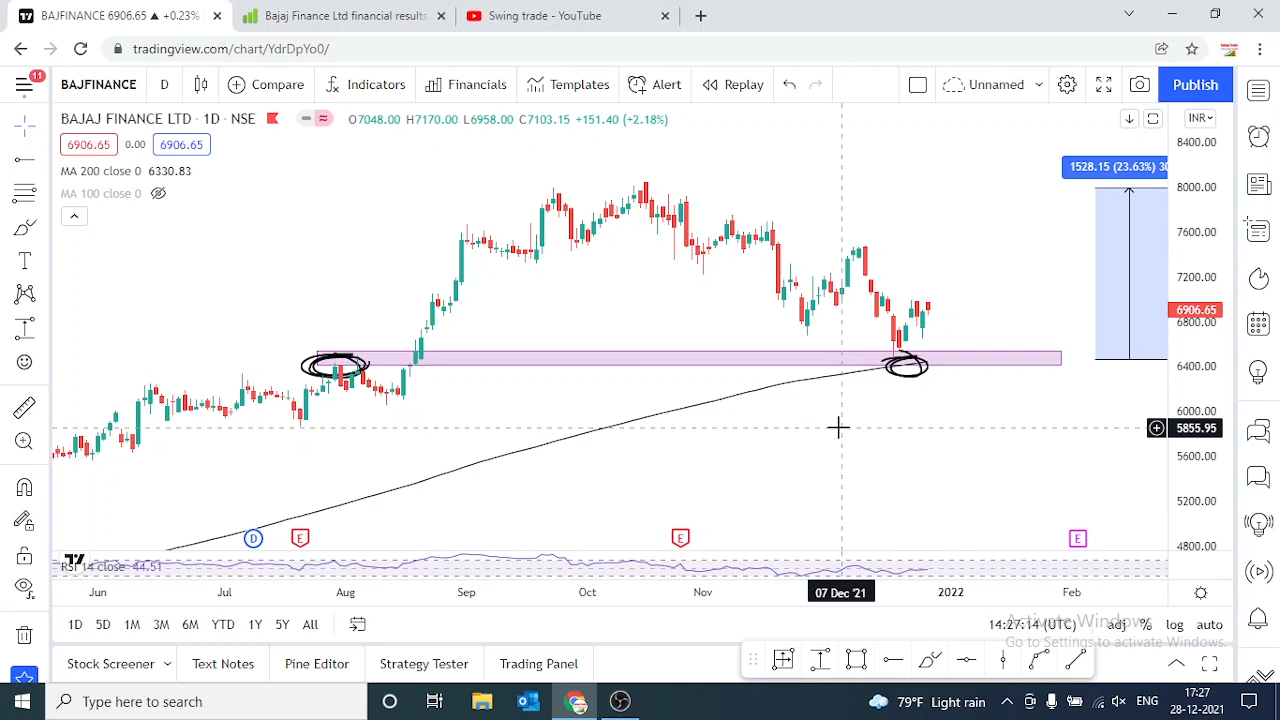 BAJFINANCE 6906.65 ▲ +0.23%
Bajaj Finance Ltd financial results
Swing trade - YouTube
tradingview.com/chart/YdrDpYo0/
11
BAJFINANCE
D
Compare
Indicators
Financials
Templates
Alert
Replay
Unnamed
Publish
BAJAJ FINANCE LTD · 1D · NSE
O7048.00 H7170.00 L6958.00 C7103.15 +151.40 (+2.18%)
INR
6906.65
0.00
6906.65
MA 200 close 0 6330.83
MA 100 close 0
1528.15 (23.63%)
8400.00
8000.00
7600.00
7200.00
6906.65
6800.00
6400.00
6000.00
5855.95
5600.00
5200.00
4800.00
D
E
E
E
RSI 14 close 44.51
Jun
Jul
Aug
Sep
Oct
Nov
07 Dec '21
2022
Feb
1D
5D
1M
3M
6M
YTD
1Y
5Y
All
14:27:14 (UTC)
adj
%
log
auto
Activate Windows
Go to Settings to activate Windows.
Stock Screener
Text Notes
Pine Editor
Strategy Tester
Trading Panel
Type here to search
79°F Light rain
ENG
17:27
28-12-2021